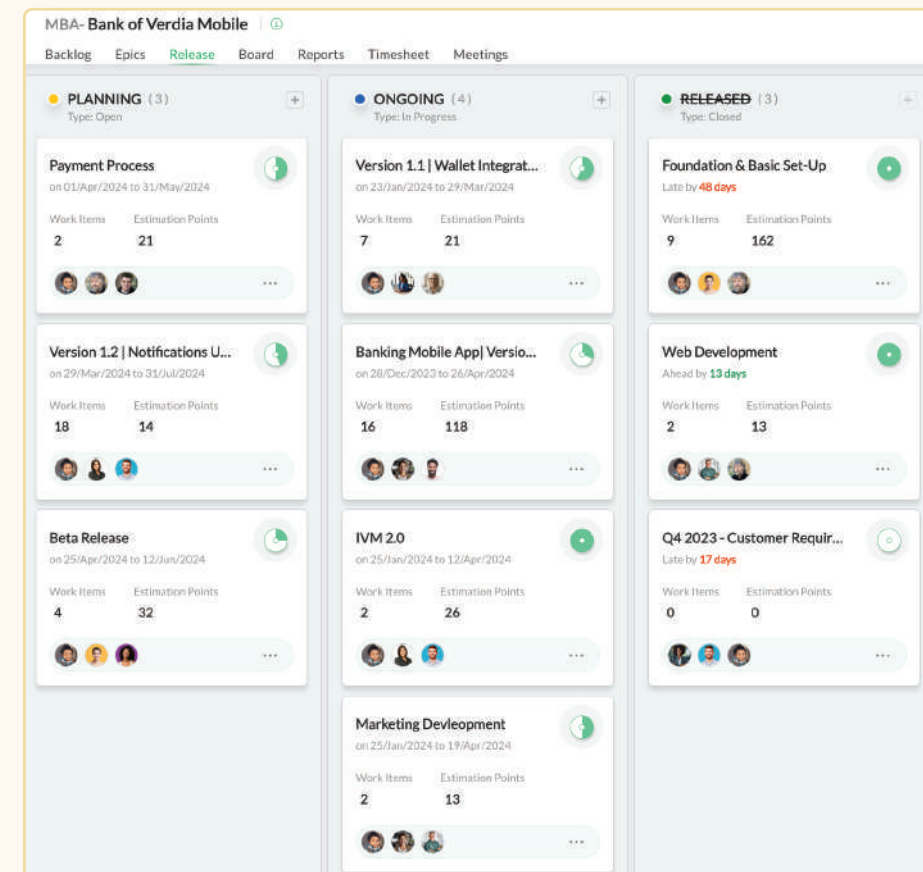 MBA- Bank of Verdia Mobile
Backlog Epics Release Board Reports Timesheet Meetings
PLANNING (3)
Type: Open
Payment Process
on 01/Apr/2024 to 31/May/2024
Work Items Estimation Points
2 21
Version 1.2 | Notifications U...
on 29/Mar/2024 to 31/Jul/2024
Work Items Estimation Points
18 14
Beta Release
on 25/Apr/2024 to 12/Jun/2024
Work Items Estimation Points
4 32
ONGOING (4)
Type: In Progress
Version 1.1 | Wallet Integrat...
on 23/Jan/2024 to 29/Mar/2024
Work Items Estimation Points
7 21
Banking Mobile App| Versio...
on 28/Dec/2023 to 26/Apr/2024
Work Items Estimation Points
16 118
IVM 2.0
on 25/Jan/2024 to 12/Apr/2024
Work Items Estimation Points
2 26
Marketing Devleopment
on 25/Jan/2024 to 19/Apr/2024
Work Items Estimation Points
2 13
RELEASED (3)
Type: Closed
Foundation & Basic Set-Up
Late by 48 days
Work Items Estimation Points
9 162
Web Development
Ahead by 13 days
Work Items Estimation Points
2 13
Q4 2023 - Customer Requir...
Late by 17 days
Work Items Estimation Points
0 0